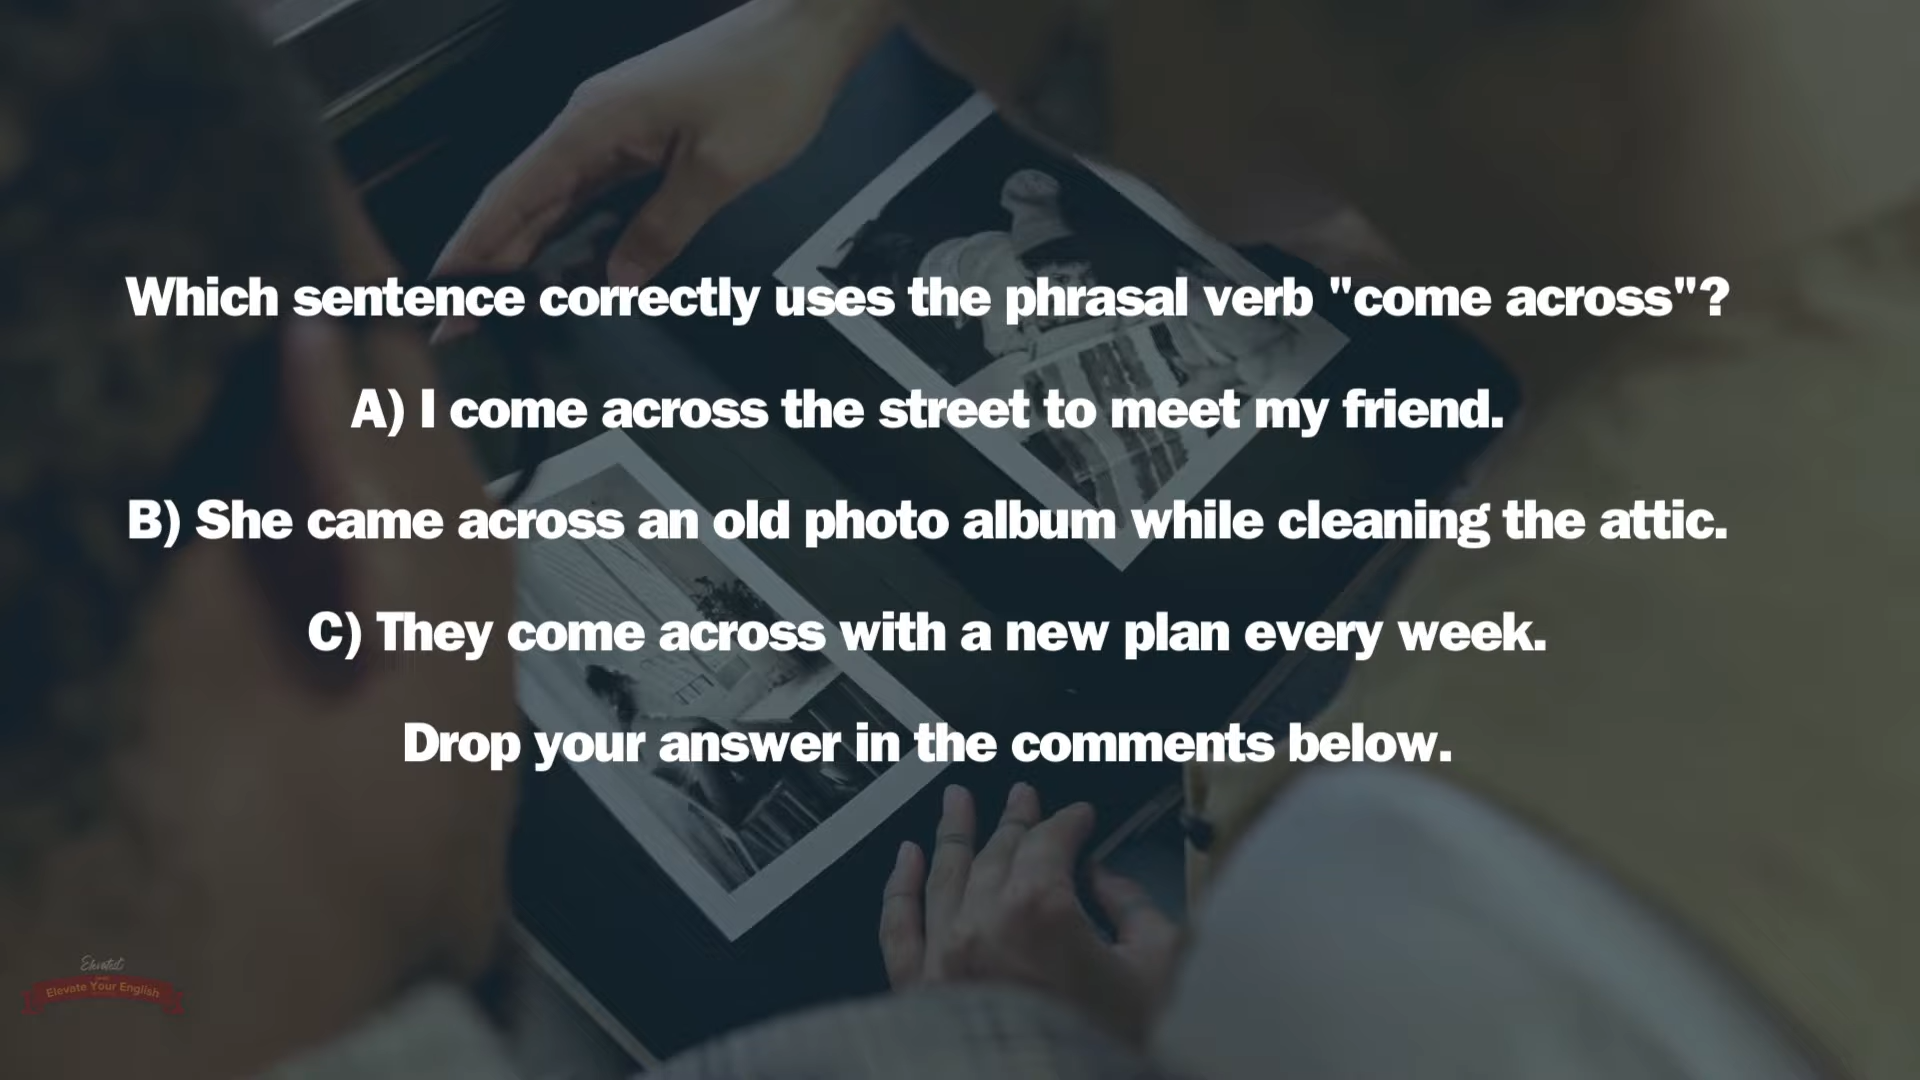 Which sentence correctly uses the phrasal verb "come across"?
A) I come across the street to meet my friend.
B) She came across an old photo album while cleaning the attic.
C) They come across with a new plan every week.
Drop your answer in the comments below.
Elevate Your English